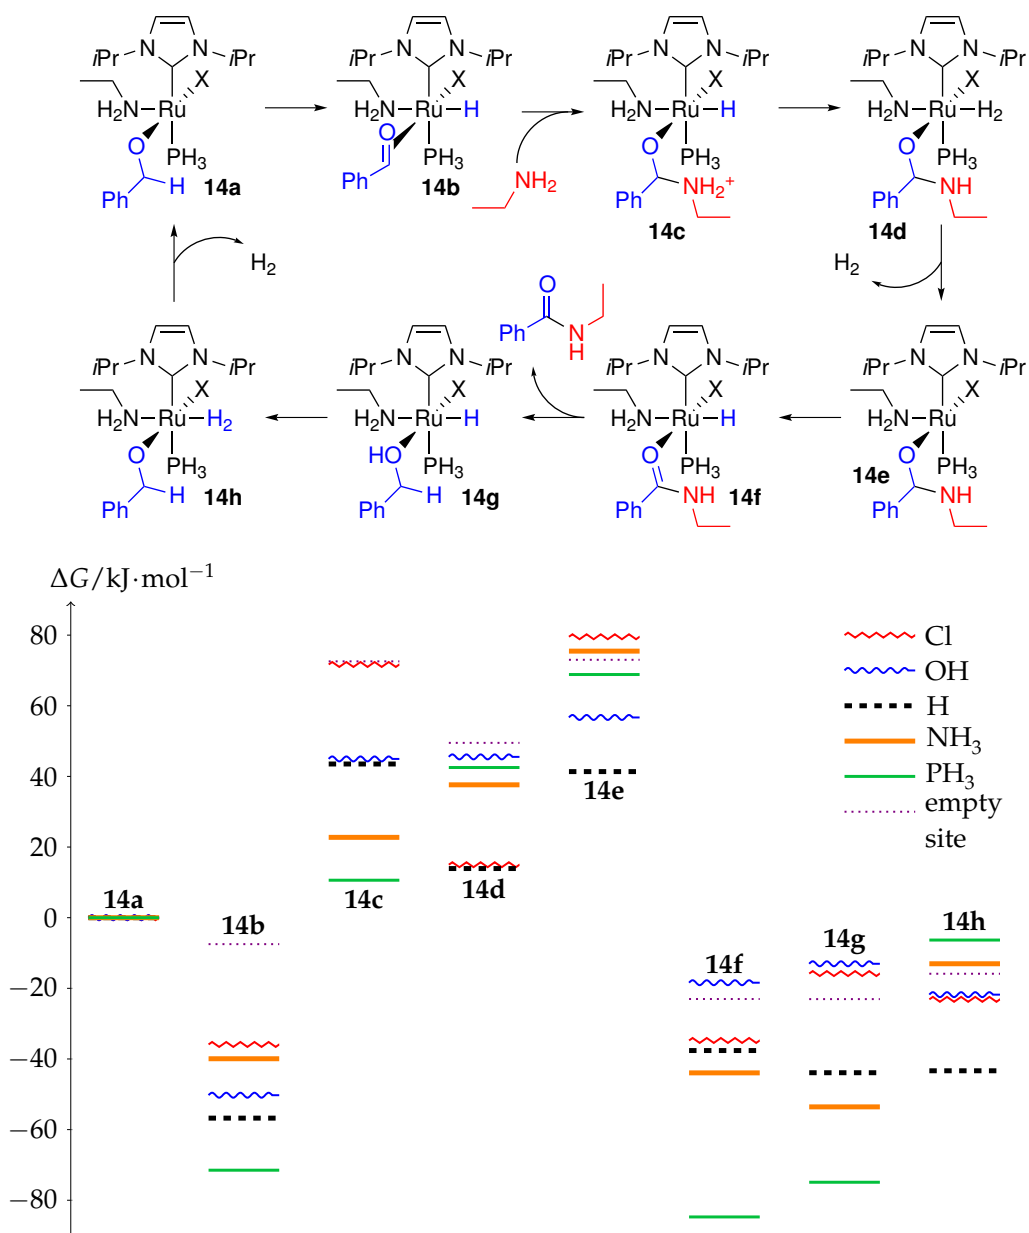 N N
iPr iPr
X
H2N Ru
O PH3
Ph H
14a
N N
iPr iPr
X
H2N Ru H
O PH3
Ph
14b
NH2
N N
iPr iPr
X
H2N Ru H
O PH3
Ph NH2+
14c
N N
iPr iPr
X
H2N Ru H2
O PH3
Ph NH
14d
H2
H2
O
Ph N
H
N N
iPr iPr
X
H2N Ru H2
O PH3
Ph H
14h
N N
iPr iPr
X
H2N Ru H
HO PH3
Ph H
14g
N N
iPr iPr
X
H2N Ru H
O PH3
Ph NH
14f
N N
iPr iPr
X
H2N Ru
O PH3
Ph NH
14e
ΔG/kJ·mol−1
80
60
40
20
0
−20
−40
−60
−80
14a
14b
14c
14d
14e
14f
14g
14h
Cl
OH
H
NH3
PH3
empty
site